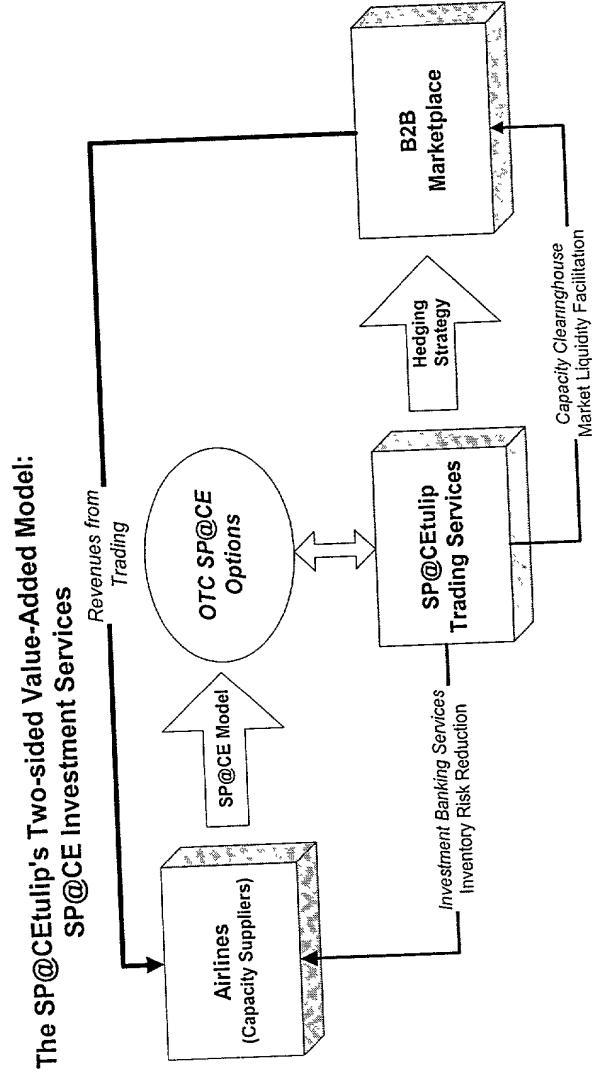 The SP@CEtulip's Two-sided Value-Added Model:
SP@CE Investment Services
Revenues from
Trading
Airlines
(Capacity Suppliers)
SP@CE Model
OTC SP@CE
Options
SP@CEtulip
Trading Services
Hedging
Strategy
B2B
Marketplace
Investment Banking Services
Inventory Risk Reduction
Capacity Clearinghouse
Market Liquidity Facilitation